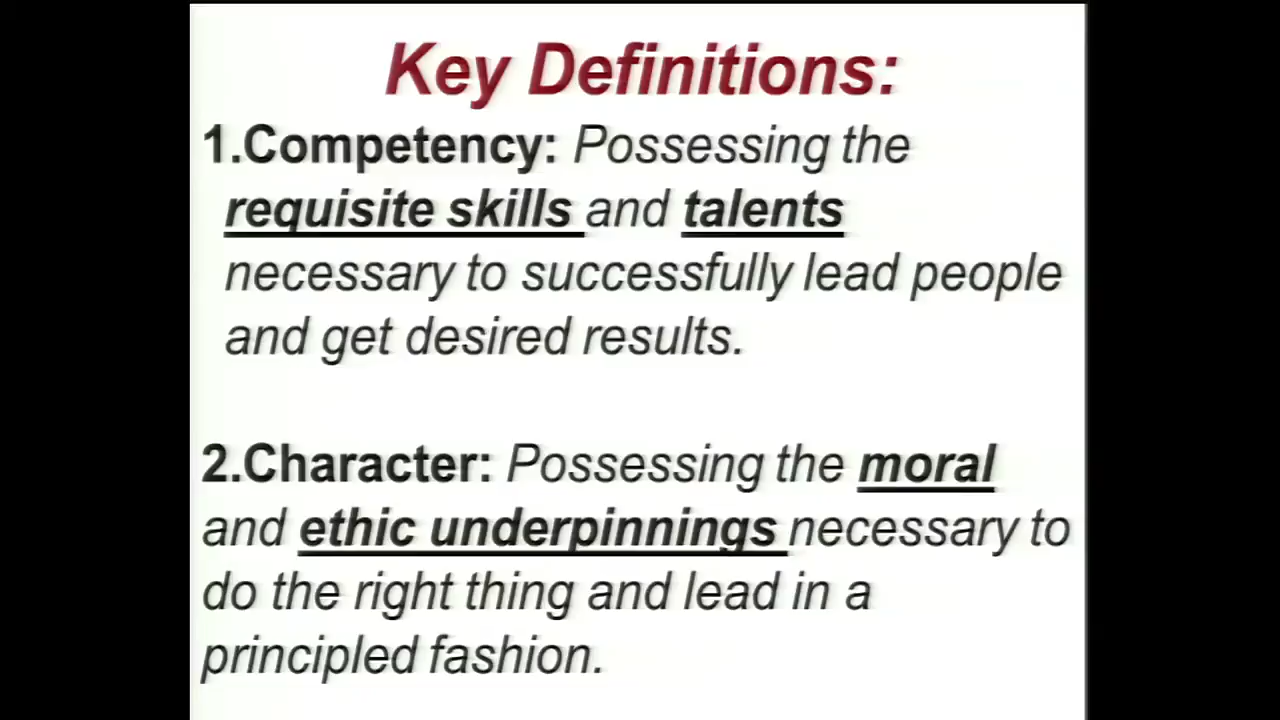 Key Definitions:
1.Competency: Possessing the
requisite skills and talents
necessary to successfully lead people
and get desired results.
2.Character: Possessing the moral
and ethic underpinnings necessary to
do the right thing and lead in a
principled fashion.